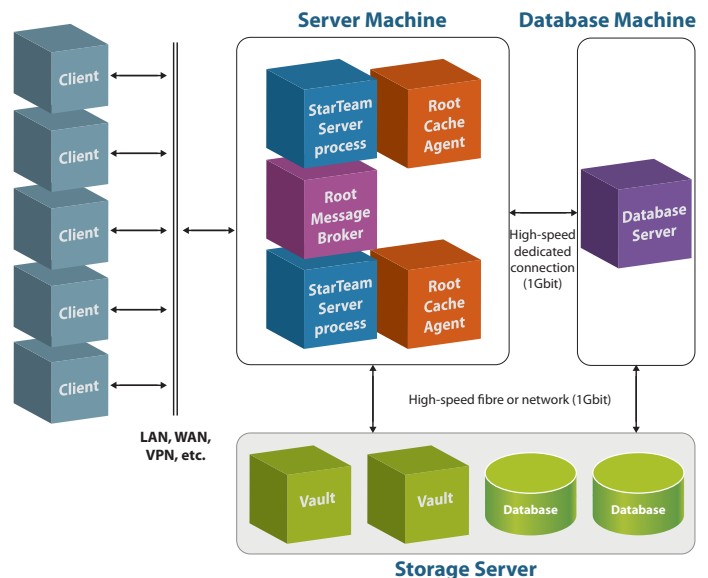 Server Machine
Database Machine
Client
Client
Client
Client
Client
LAN, WAN,
VPN, etc.
StarTeam
Server
process
Root
Cache
Agent
Root
Message
Broker
StarTeam
Server
process
Root
Cache
Agent
High-speed
dedicated
connection
(1Gbit)
Database
Server
High-speed fibre or network (1Gbit)
Vault
Vault
Database
Database
Storage Server